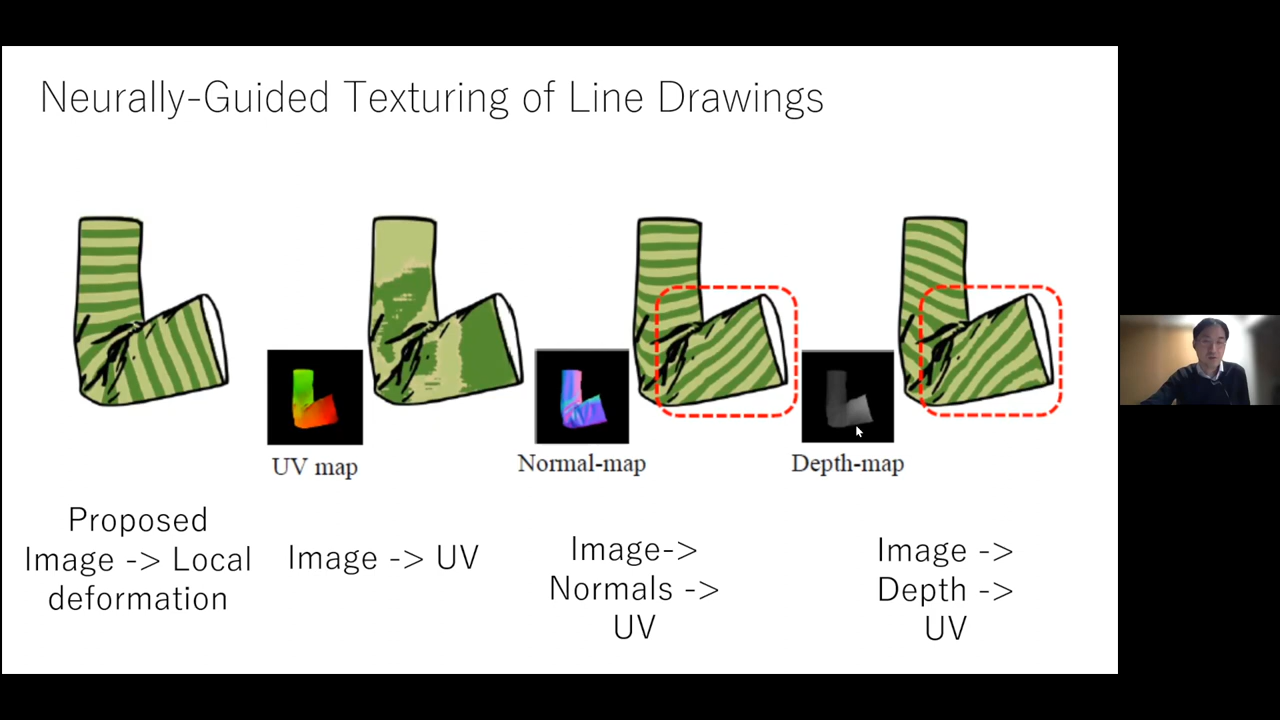 Neurally-Guided Texturing of Line Drawings
UV map
Normal-map
Depth-map
Proposed
Image -> Local
deformation
Image -> UV
Image->
Normals ->
UV
Image ->
Depth ->
UV